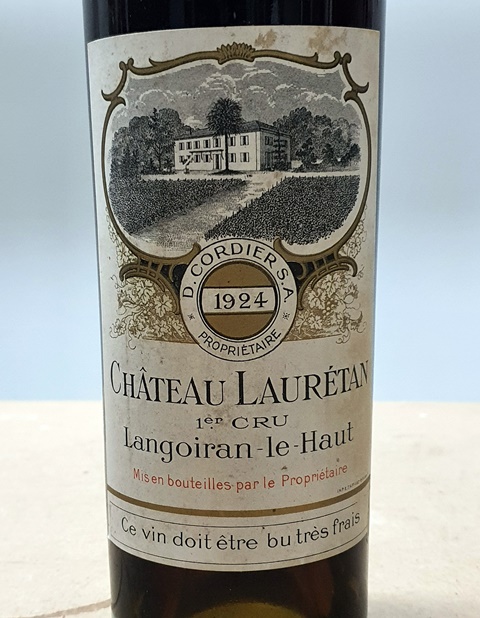 D. CORDIER S.A.
1924
PROPRIÉTAIRE
CHÂTEAU LAURÉTAN
1er CRU
Langoiran-le-Haut
Mis en bouteilles par le Propriétaire
Ce vin doit être bu très frais